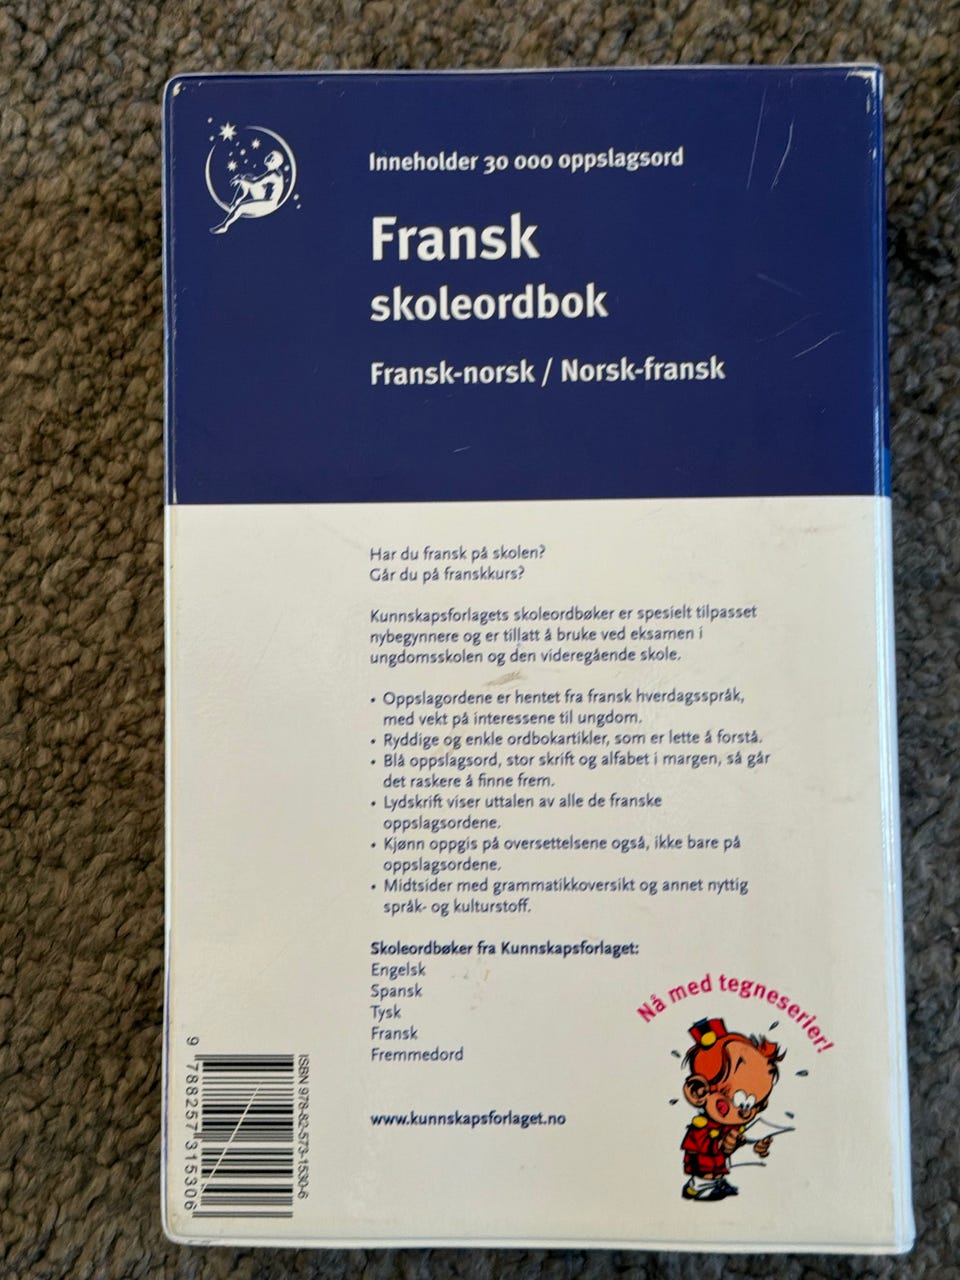 Inneholder 30 000 oppslagsord
Fransk
skoleordbok
Fransk-norsk / Norsk-fransk
Har du fransk på skolen?
Går du på franskkurs?
Kunnskapsforlagets skoleordbøker er spesielt tilpasset
nybegynnere og er tillatt å bruke ved eksamen i
ungdomsskolen og den videregående skole.
• Oppslagordene er hentet fra fransk hverdagsspråk,
med vekt på interessene til ungdom.
• Ryddige og enkle ordbokartikler, som er lette å forstå.
• Blå oppslagsord, stor skrift og alfabet i margen, så går
det raskere å finne frem.
• Lydskrift viser uttalen av alle de franske
oppslagsordene.
• Kjønn oppgis på oversettelsene også, ikke bare på
oppslagsordene.
• Midtsider med grammatikkoversikt og annet nyttig
språk- og kulturstoff.
Skoleordbøker fra Kunnskapsforlaget:
Engelsk
Spansk
Tysk
Fransk
Fremmedord
www.kunnskapsforlaget.no
Nå med tegneserier!
ISBN 978-82-573-1530-6
9 788257 315306